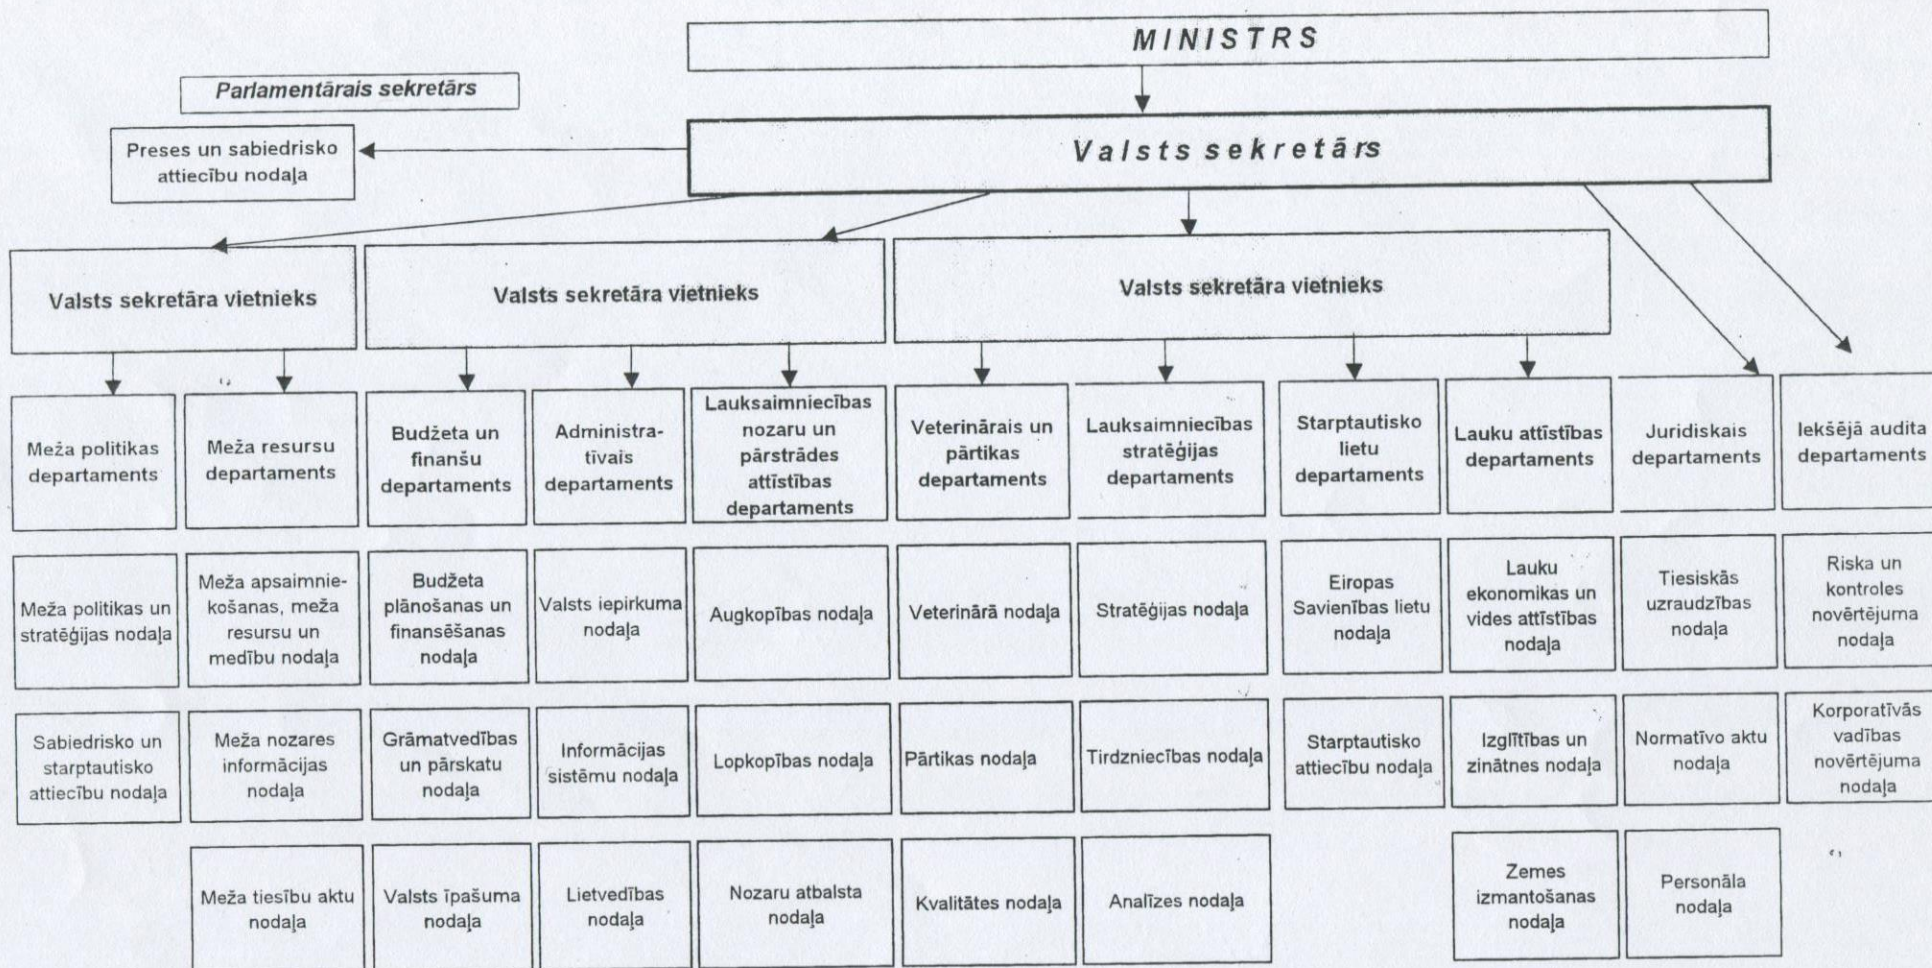 MINISTRS
Parlamentārais sekretārs
Valsts sekretārs
Preses un sabiedrisko
attiecību nodaļa
Valsts sekretāra vietnieks
Valsts sekretāra vietnieks
Valsts sekretāra vietnieks
Meža politikas
departaments
Meža resursu
departaments
Budžeta un
finanšu
departaments
Administra-
tīvais
departaments
Lauksaimniecības
nozaru un
pārstrādes
attīstības
departaments
Veterinārais un
pārtikas
departaments
Lauksaimniecības
stratēģijas
departaments
Starptautisko
lietu
departaments
Lauku attīstības
departaments
Juridiskais
departaments
Iekšējā audita
departaments
Meža politikas un
stratēģijas nodaļa
Meža apsaimnie-
košanas, meža
resursu un
medību nodaļa
Budžeta
plānošanas un
finansēšanas
nodaļa
Valsts iepirkuma
nodaļa
Augkopības nodaļa
Veterinārā nodaļa
Stratēģijas nodaļa
Eiropas
Savienības lietu
nodaļa
Lauku
ekonomikas un
vides attīstības
nodaļa
Tiesiskās
uzraudzības
nodaļa
Riska un
kontroles
novērtējuma
nodaļa
Sabiedrisko un
starptautisko
attiecību nodaļa
Meža nozares
informācijas
nodaļa
Grāmatvedības
un pārskatu
nodaļa
Informācijas
sistēmu nodaļa
Lopkopības nodaļa
Pārtikas nodaļa
Tirdzniecības nodaļa
Starptautisko
attiecību nodaļa
Izglītības un
zinātnes nodaļa
Normatīvo aktu
nodaļa
Korporatīvās
vadības
novērtējuma
nodaļa
Meža tiesību aktu
nodaļa
Valsts īpašuma
nodaļa
Lietvedības
nodaļa
Nozaru atbalsta
nodaļa
Kvalitātes nodaļa
Analīzes nodaļa
Zemes
izmantošanas
nodaļa
Personāla
nodaļa